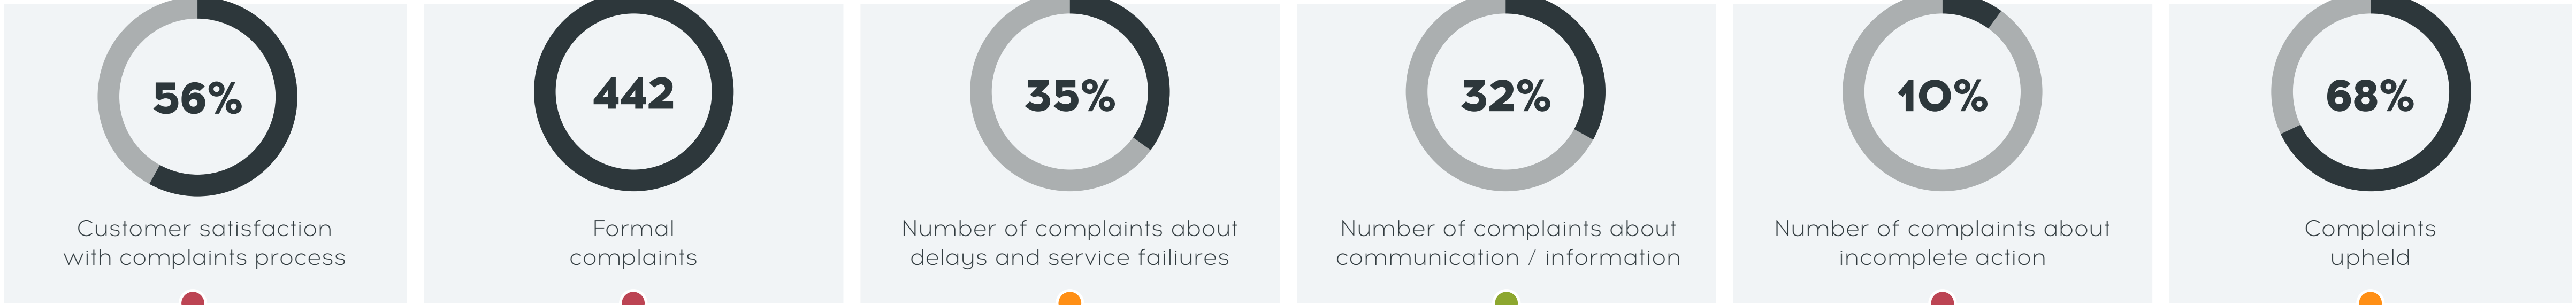 56%
Customer satisfaction
with complaints process
442
Formal
complaints
35%
Number of complaints about
delays and service failiures
32%
Number of complaints about
communication / information
10%
Number of complaints about
incomplete action
68%
Complaints
upheld